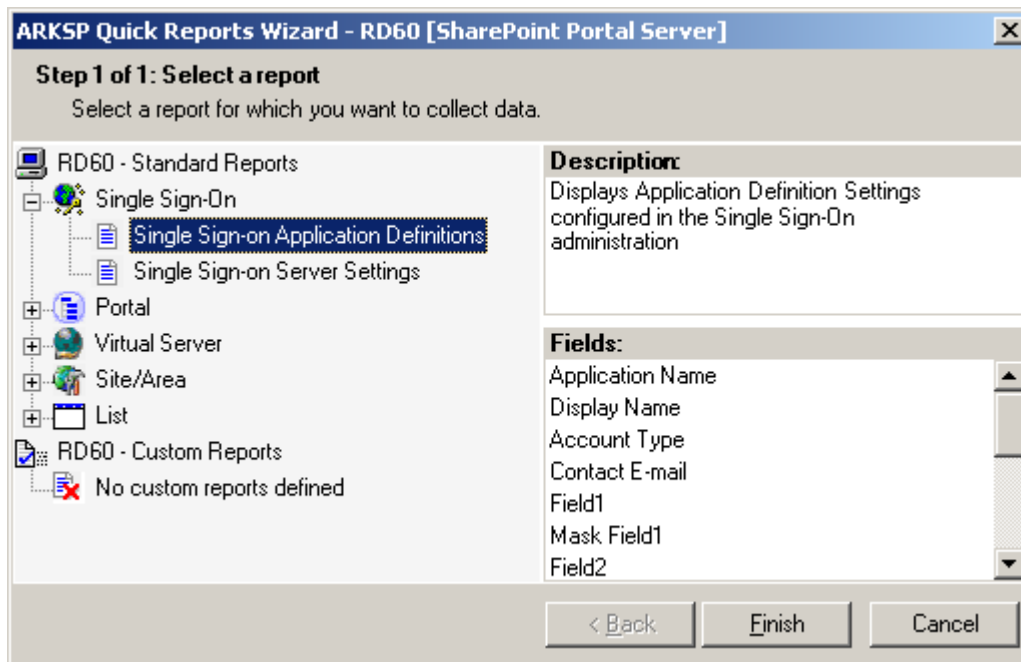 ARKSP Quick Reports Wizard - RD60 [SharePoint Portal Server]
Step 1 of 1: Select a report
Select a report for which you want to collect data.
RD60 - Standard Reports
Single Sign-On
Single Sign-on Application Definitions
Single Sign-on Server Settings
Portal
Virtual Server
Site/Area
List
RD60 - Custom Reports
No custom reports defined
Description:
Displays Application Definition Settings
configured in the Single Sign-On
administration
Fields:
Application Name
Display Name
Account Type
Contact E-mail
Field1
Mask Field1
Field2
< Back
Finish
Cancel